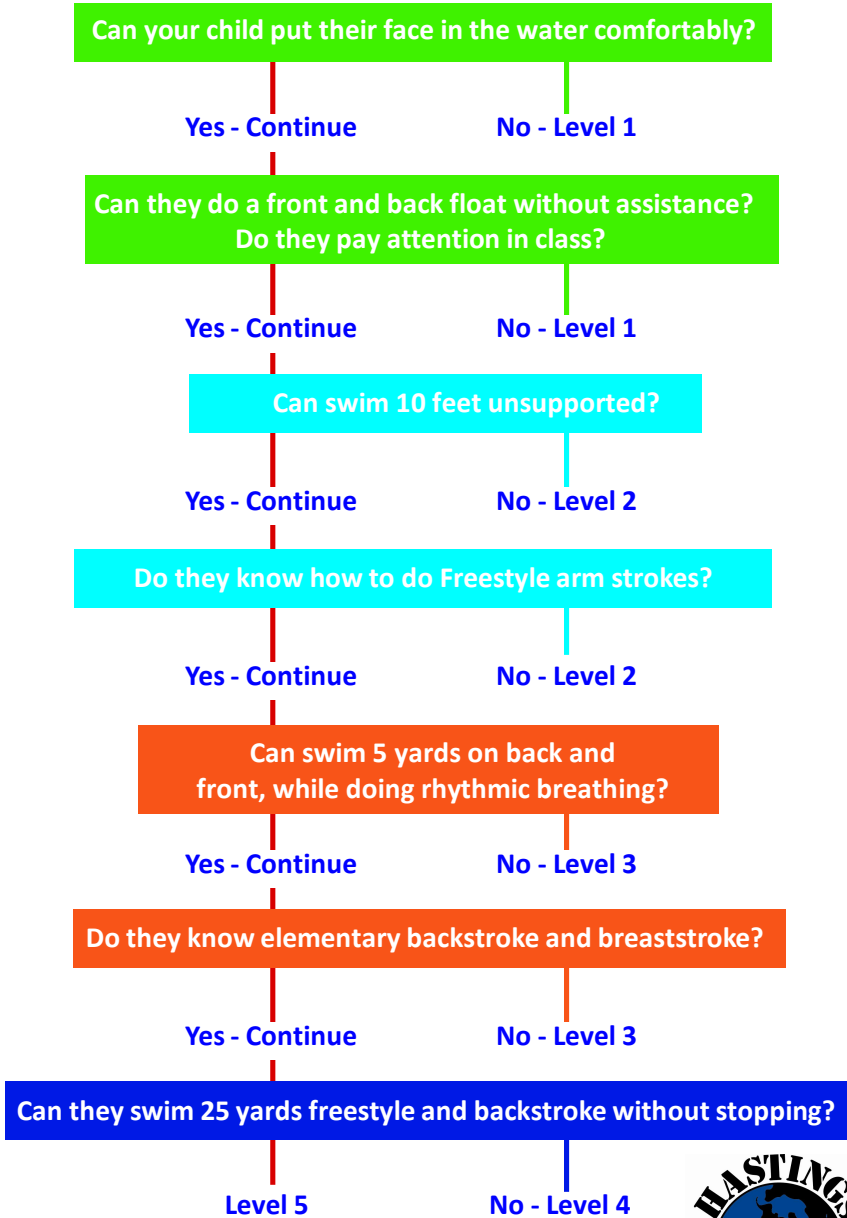 Can your child put their face in the water comfortably?
Yes - Continue No - Level 1
Can they do a front and back float without assistance?
Do they pay attention in class?
Yes - Continue No - Level 1
Can swim 10 feet unsupported?
Yes - Continue No - Level 2
Do they know how to do Freestyle arm strokes?
Yes - Continue No - Level 2
Can swim 5 yards on back and
front, while doing rhythmic breathing?
Yes - Continue No - Level 3
Do they know elementary backstroke and breaststroke?
Yes - Continue No - Level 3
Can they swim 25 yards freestyle and backstroke without stopping?
Level 5 No - Level 4
HASTINGS